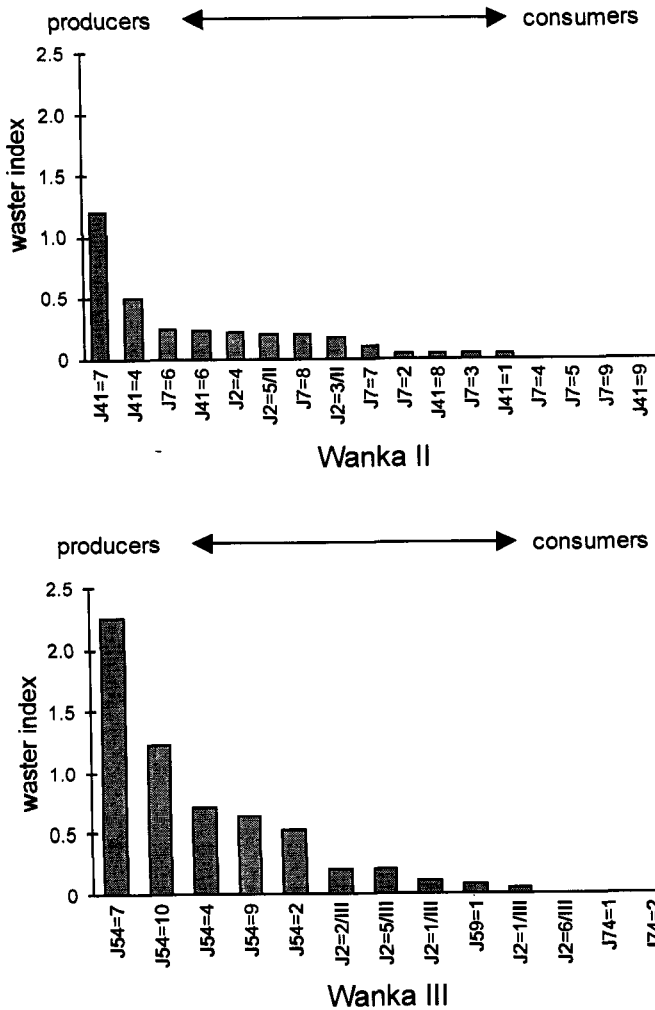 producers consumers
2.5
2.0
1.5
1.0
0.5
0
waster index
J41=7 J41=4 J7=6 J41=6 J2=4 J2=5/II J7=8 J2=3/II J7=7 J7=2 J41=8 J7=3 J41=1 J7=4 J7=5 J7=9 J41=9
Wanka II
producers consumers
2.5
2.0
1.5
1.0
0.5
0
waster index
J54=7 J54=10 J54=4 J54=9 J54=2 J2=2/III J2=5/III J2=1/III J59=1 J2=1/III J2=6/III J74=1 J74=2
Wanka III